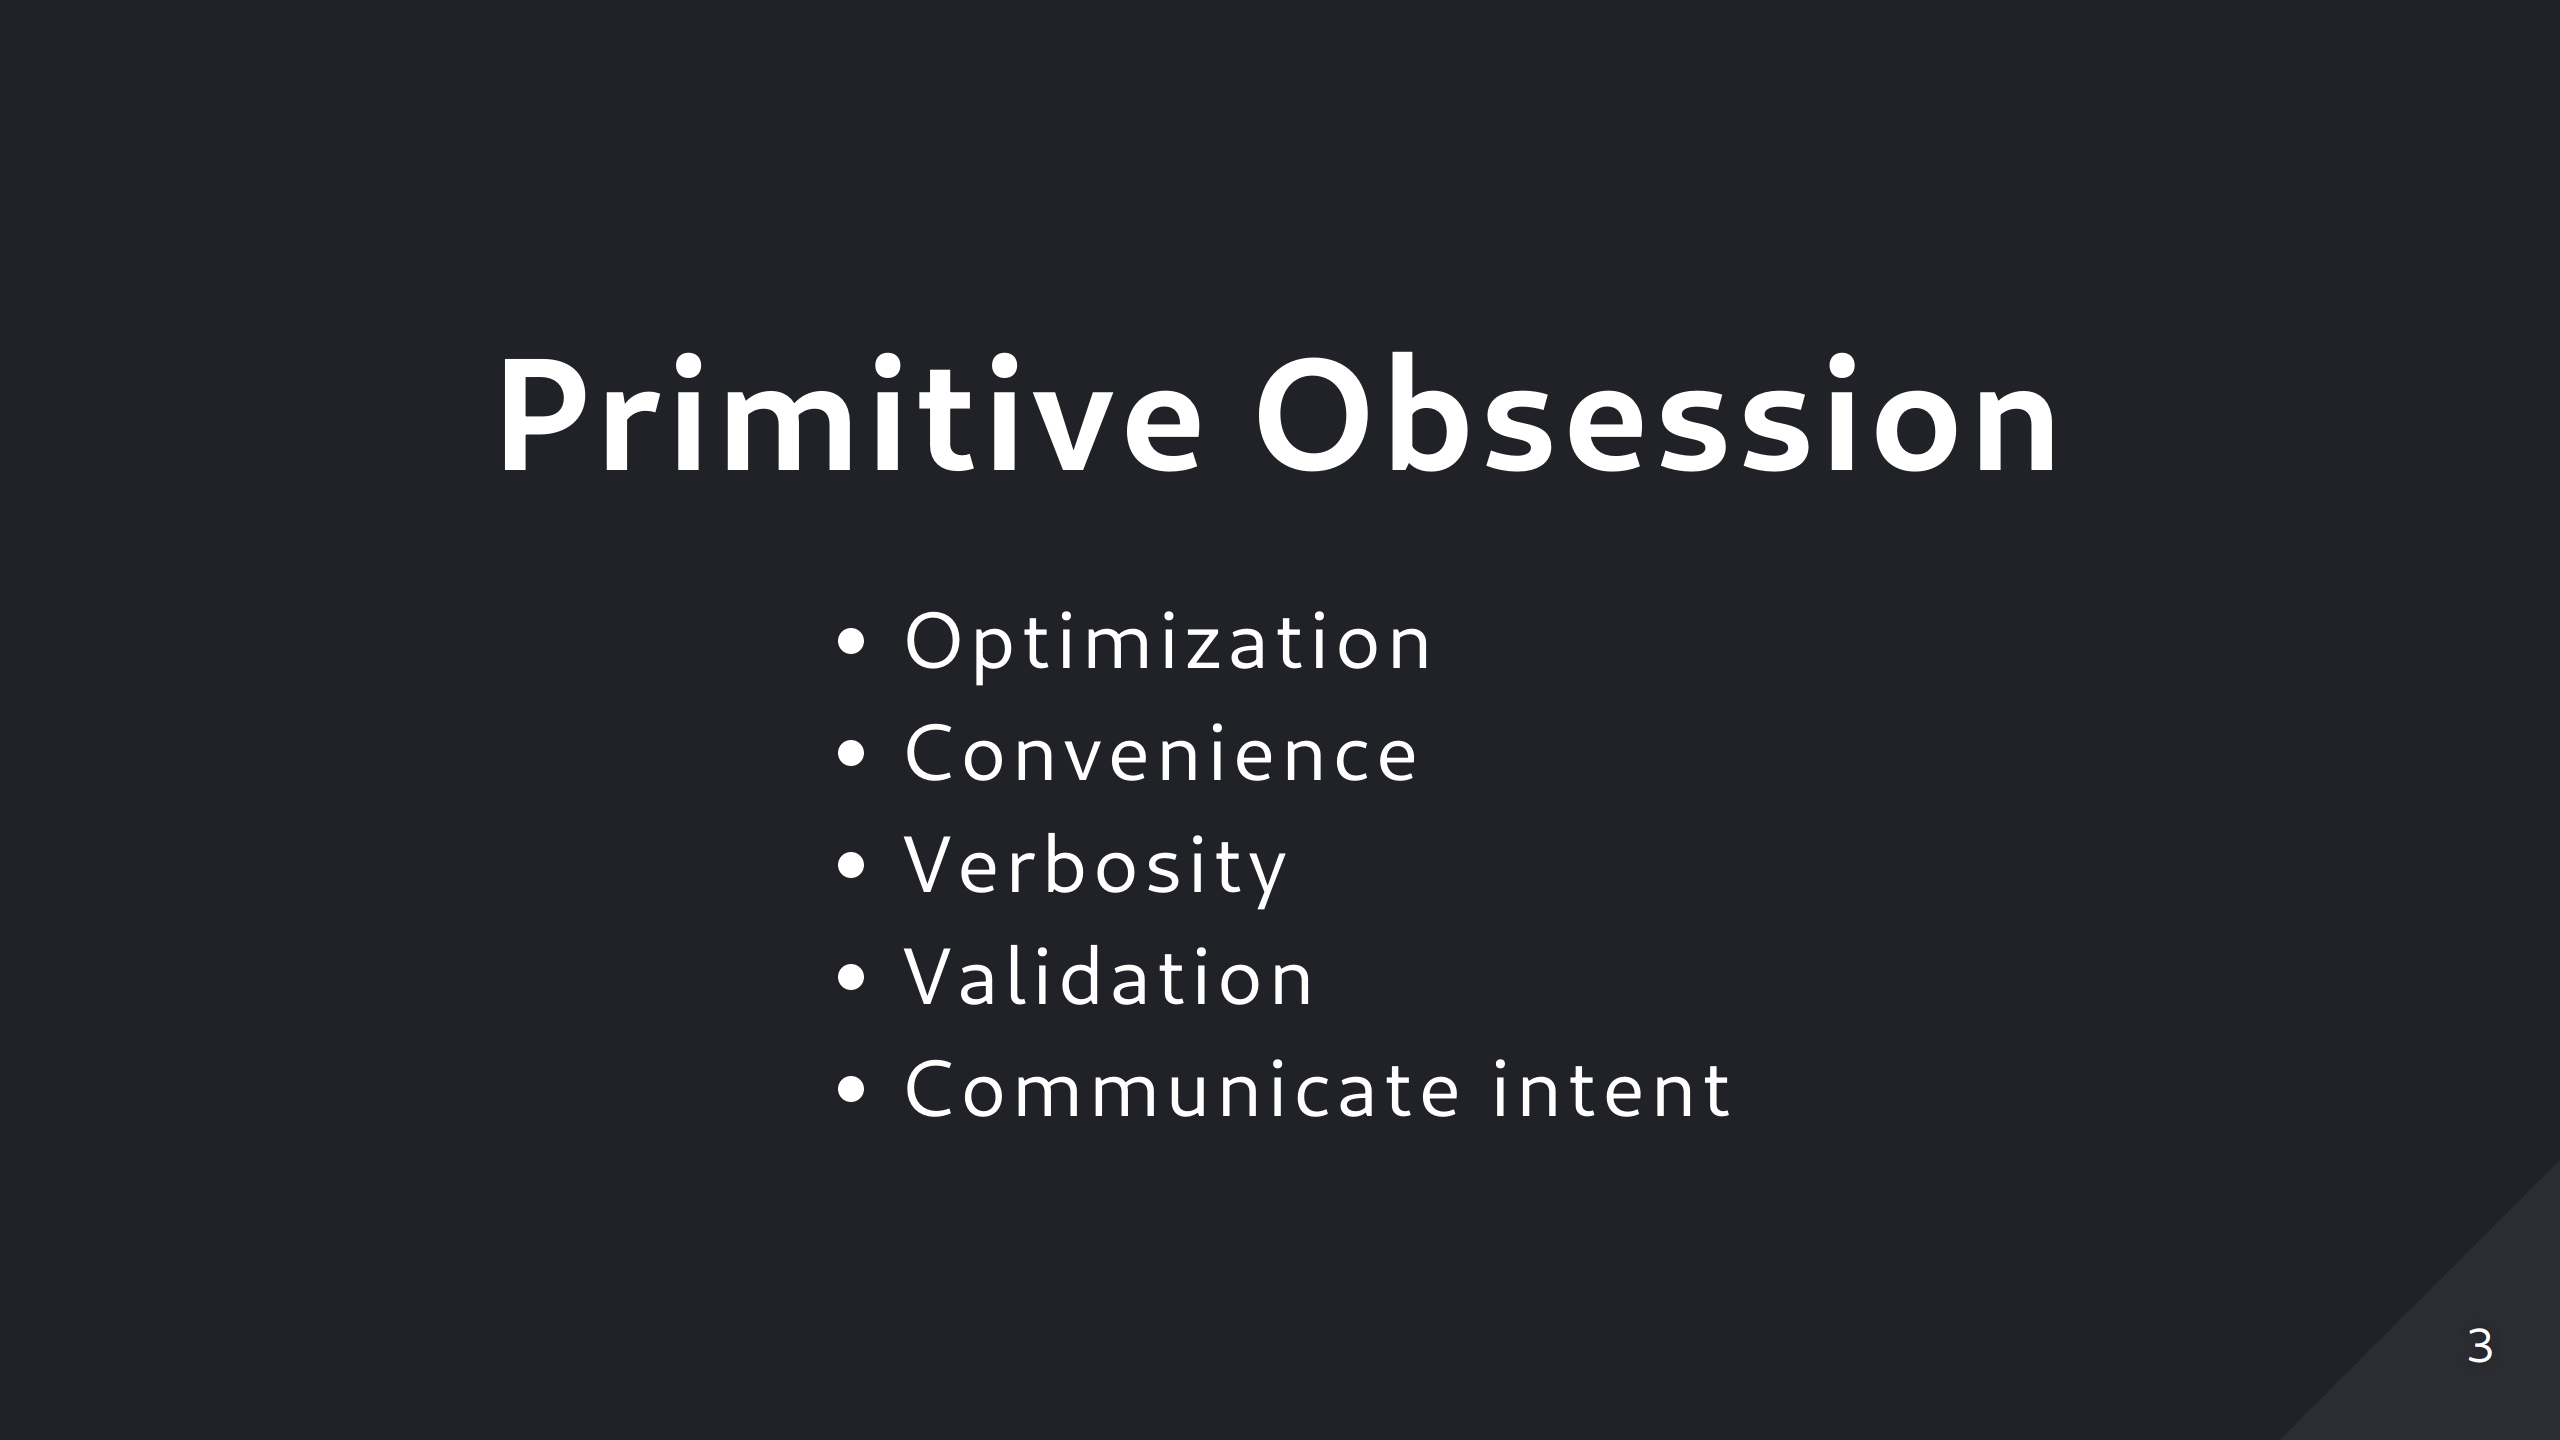 Primitive Obsession
• Optimization
• Convenience
• Verbosity
• Validation
• Communicate intent
3